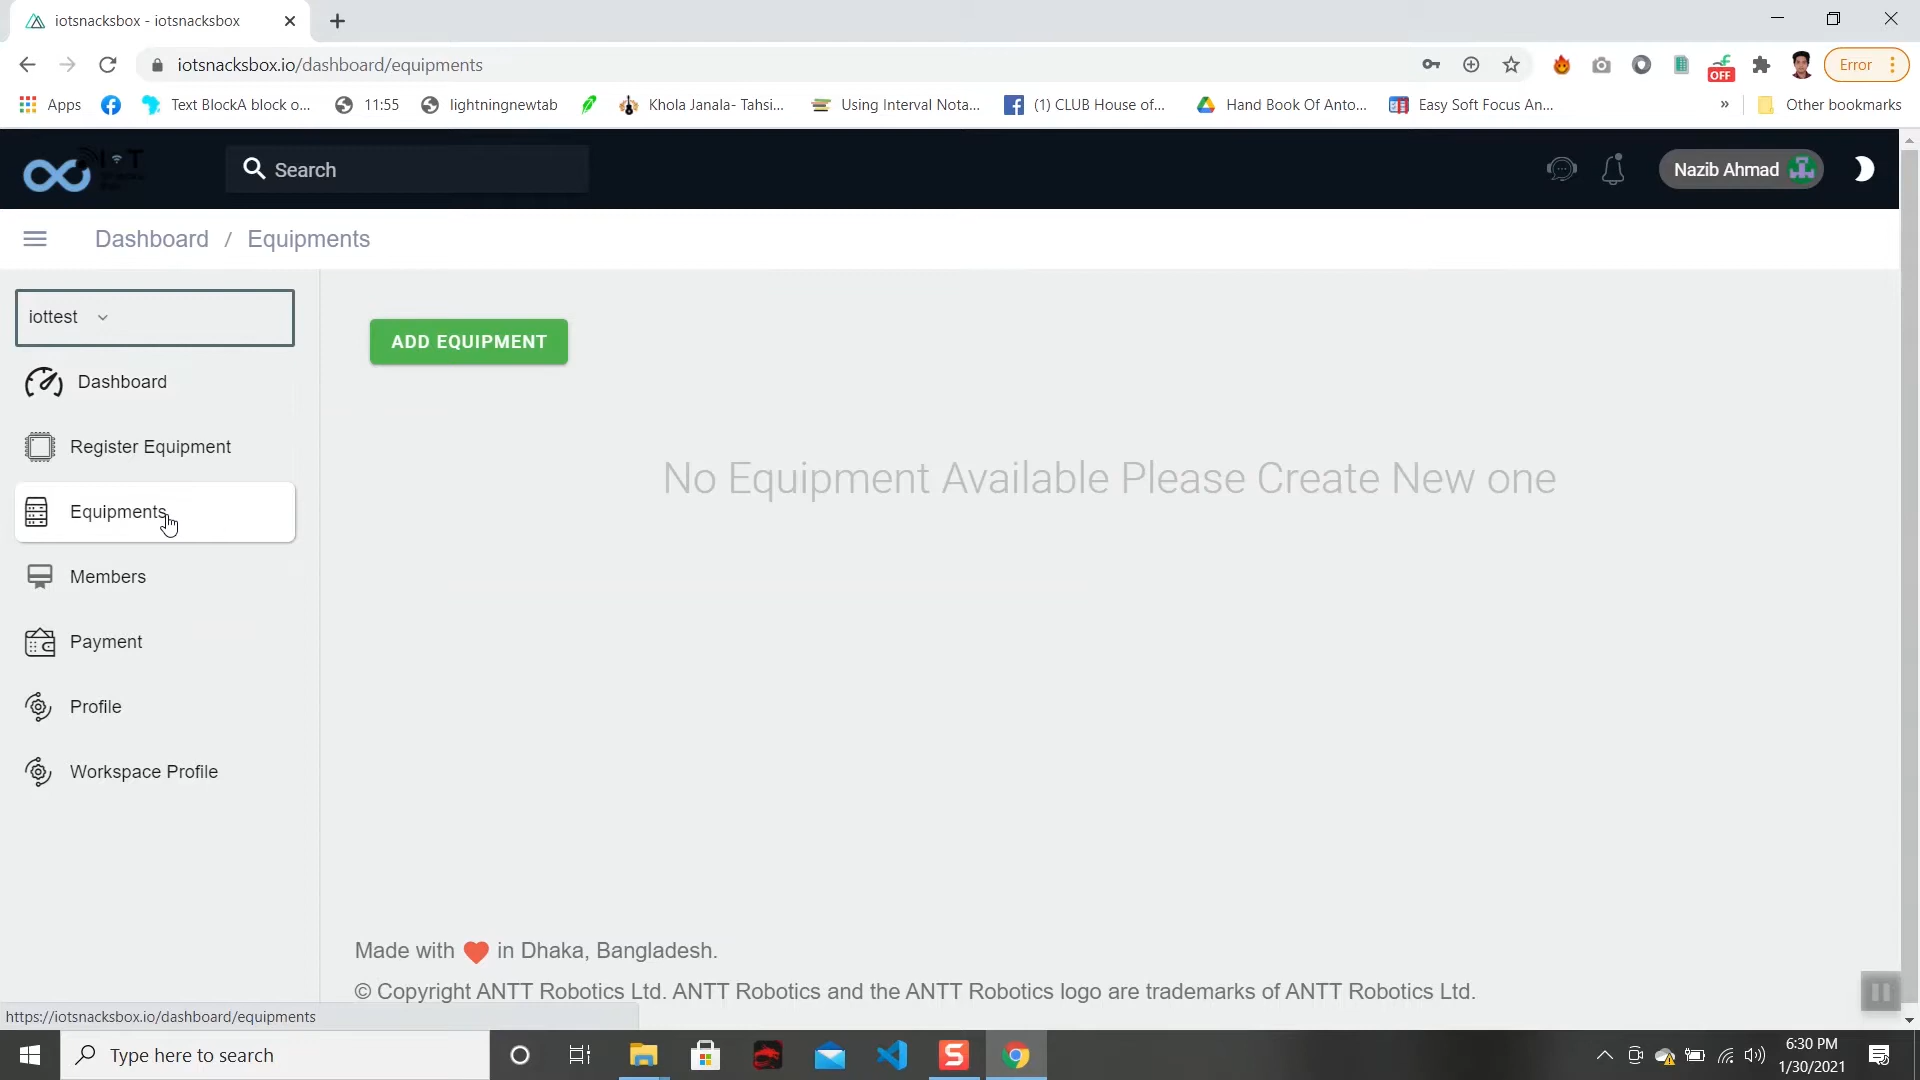 iotsnacksbox - iotsnacksbox
iotsnacksbox.io/dashboard/equipments
OFF
Error
Apps
Text BlockA block o...
11:55
lightningnewtab
Khola Janala- Tahsi...
Using Interval Nota...
(1) CLUB House of...
Hand Book Of Anto...
Easy Soft Focus An...
»
Other bookmarks
Search
Nazib Ahmad
Dashboard / Equipments
iottest
ADD EQUIPMENT
Dashboard
Register Equipment
No Equipment Available Please Create New one
Equipments
Members
Payment
Profile
Workspace Profile
Made with ❤ in Dhaka, Bangladesh.
© Copyright ANTT Robotics Ltd. ANTT Robotics and the ANTT Robotics logo are trademarks of ANTT Robotics Ltd.
https://iotsnacksbox.io/dashboard/equipments
Type here to search
6:30 PM
1/30/2021